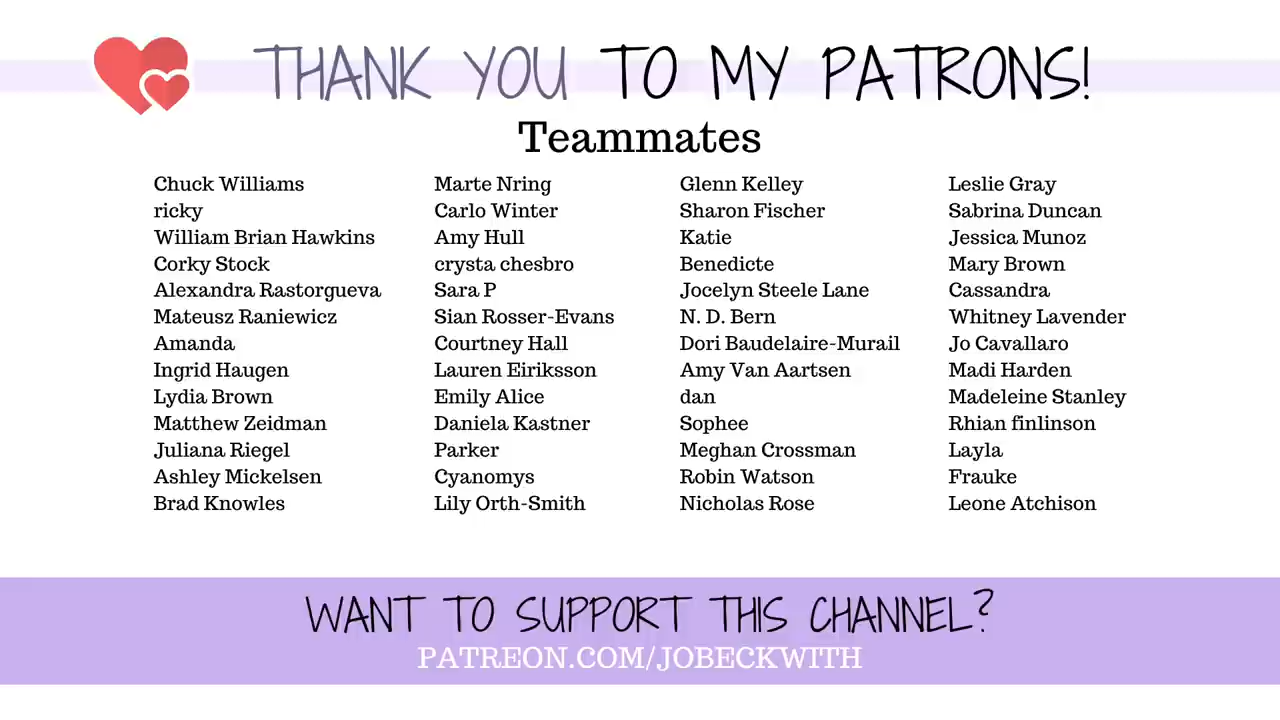 THANK YOU TO MY PATRONS!
Teammates
Chuck Williams
ricky
William Brian Hawkins
Corky Stock
Alexandra Rastorgueva
Mateusz Raniewicz
Amanda
Ingrid Haugen
Lydia Brown
Matthew Zeidman
Juliana Riegel
Ashley Mickelsen
Brad Knowles
Marte Nring
Carlo Winter
Amy Hull
crysta chesbro
Sara P
Sian Rosser-Evans
Courtney Hall
Lauren Eiriksson
Emily Alice
Daniela Kastner
Parker
Cyanomys
Lily Orth-Smith
Glenn Kelley
Sharon Fischer
Katie
Benedicte
Jocelyn Steele Lane
N. D. Bern
Dori Baudelaire-Murail
Amy Van Aartsen
dan
Sophee
Meghan Crossman
Robin Watson
Nicholas Rose
Leslie Gray
Sabrina Duncan
Jessica Munoz
Mary Brown
Cassandra
Whitney Lavender
Jo Cavallaro
Madi Harden
Madeleine Stanley
Rhian finlinson
Layla
Frauke
Leone Atchison
WANT TO SUPPORT THIS CHANNEL?
PATREON.COM/JOBECKWITH